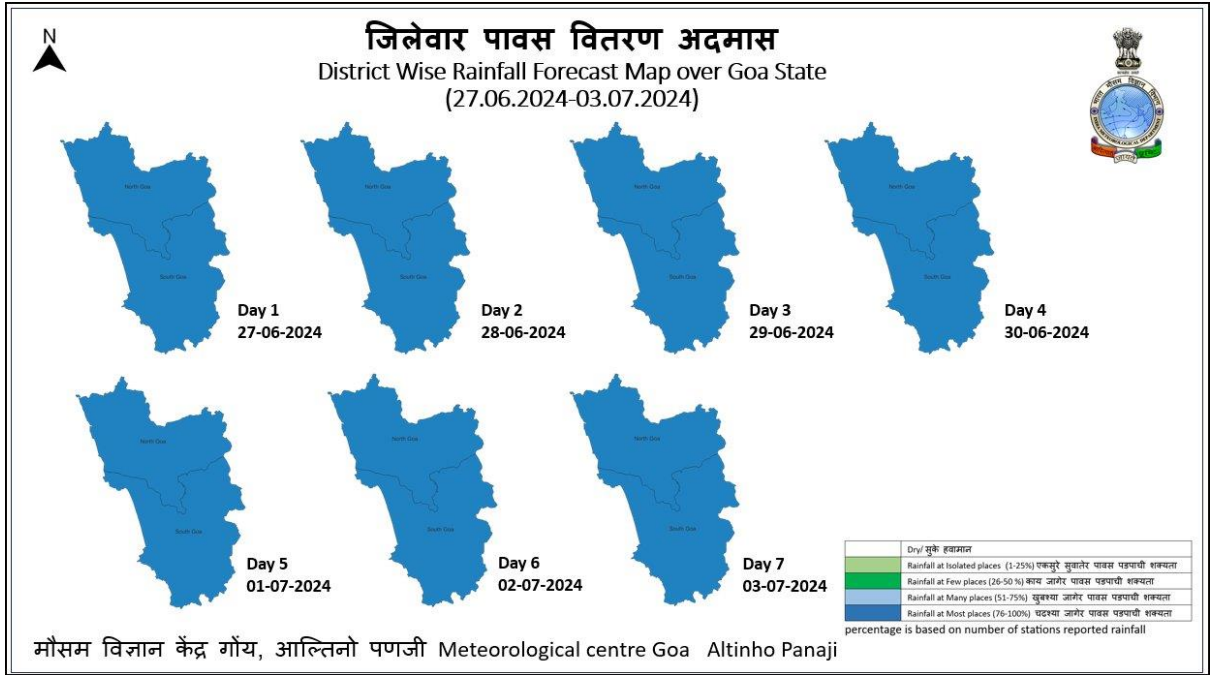 N
जिलेवार पावस वितरण अदमास
District Wise Rainfall Forecast Map over Goa State
(27.06.2024-03.07.2024)
North Goa
South Goa
Day 1
27-06-2024
North Goa
South Goa
Day 2
28-06-2024
North Goa
South Goa
Day 3
29-06-2024
North Goa
South Goa
Day 4
30-06-2024
North Goa
South Goa
Day 5
01-07-2024
North Goa
South Goa
Day 6
02-07-2024
North Goa
South Goa
Day 7
03-07-2024
Dry/ सुके हवामान
Rainfall at Isolated places (1-25%) एकसुरे सुवातेर पावस पडपाची शक्यता
Rainfall at Few places (26-50 %) काय जागेर पावस पडपाची शक्यता
Rainfall at Many places (51-75%) खुबश्या जागेर पावस पडपाची शक्यता
Rainfall at Most places (76-100%) चढश्या जागेर पावस पडपाची शक्यता
percentage is based on number of stations reported rainfall
मौसम विज्ञान केंद्र गोंय, आल्तिनो पणजी Meteorological centre Goa Altinho Panaji
भारत मौसम विज्ञान विभाग
INDIA METEOROLOGICAL DEPARTMENT